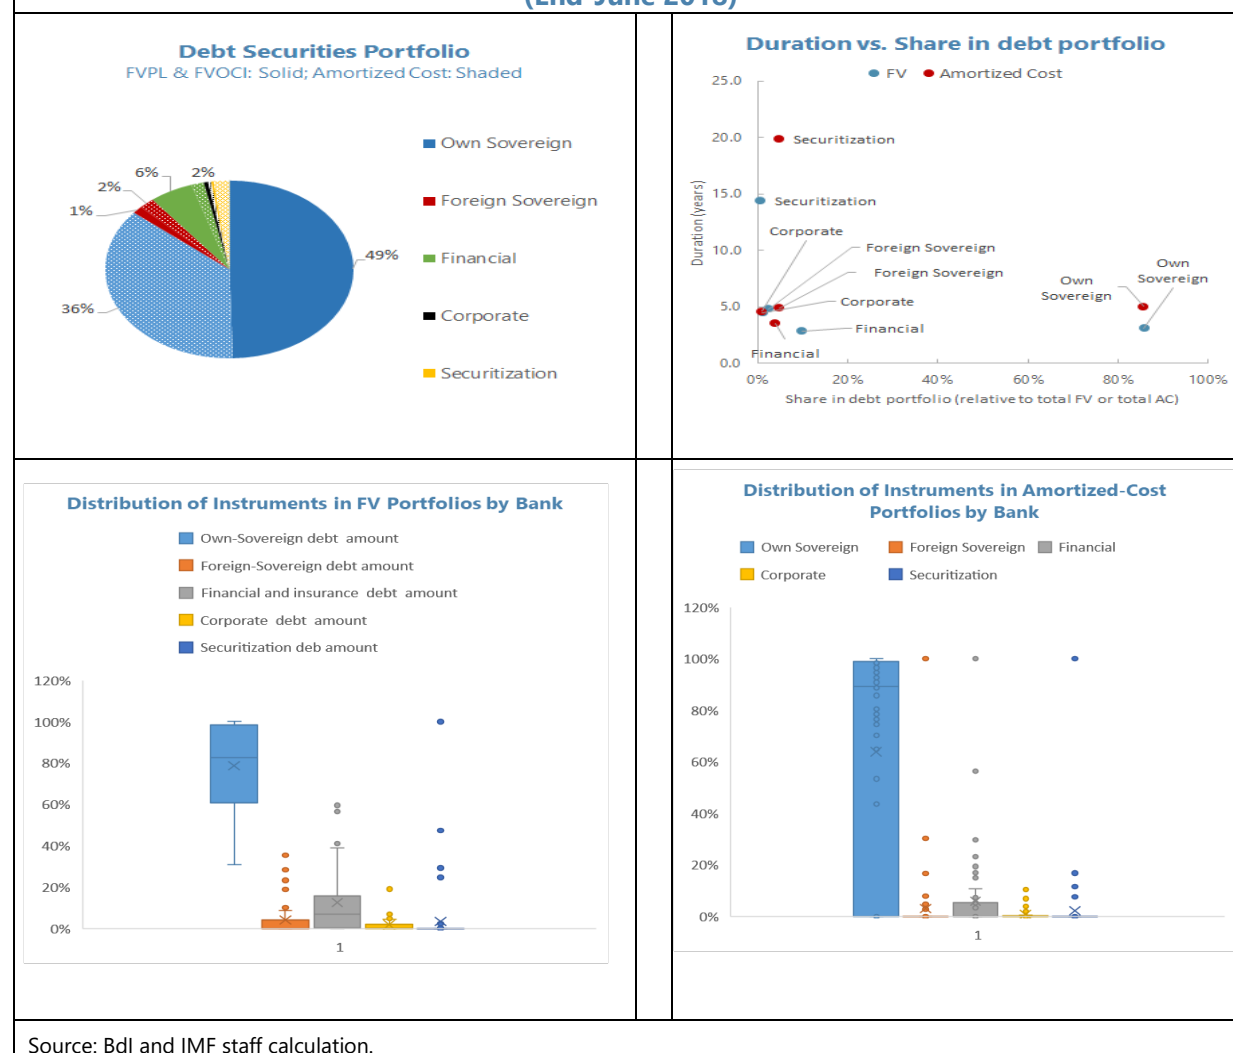 (End-June 2018)
Debt Securities Portfolio
FVPL & FVOCI: Solid; Amortized Cost: Shaded
Own Sovereign
Foreign Sovereign
Financial
Corporate
Securitization
6%
2%
2%
1%
49%
36%
Duration vs. Share in debt portfolio
FV
Amortized Cost
25.0
20.0
15.0
10.0
5.0
0.0
Duration (years)
Securitization
Securitization
Corporate
Foreign Sovereign
Foreign Sovereign
Corporate
Financial
Financial
Own
Sovereign
Own
Sovereign
0%
20%
40%
60%
80%
100%
Share in debt portfolio (relative to total FV or total AC)
Distribution of Instruments in FV Portfolios by Bank
Own-Sovereign debt amount
Foreign-Sovereign debt amount
Financial and insurance debt amount
Corporate debt amount
Securitization deb amount
120%
100%
80%
60%
40%
20%
0%
1
Distribution of Instruments in Amortized-Cost
Portfolios by Bank
Own Sovereign
Foreign Sovereign
Financial
Corporate
Securitization
120%
100%
80%
60%
40%
20%
0%
1
Source: BdI and IMF staff calculation.